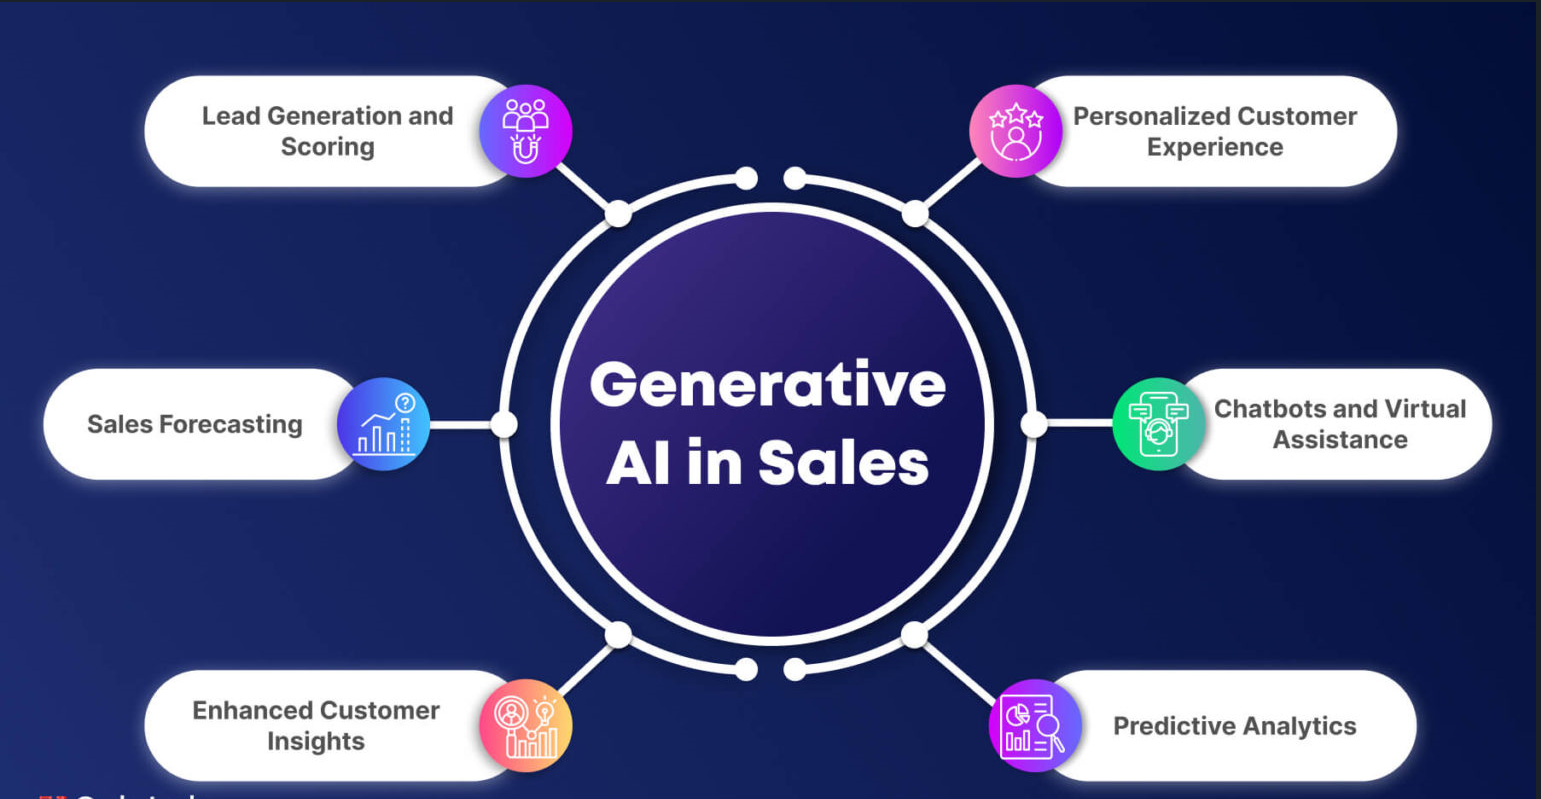 Lead Generation and
Scoring
Personalized Customer
Experience
Generative
AI in Sales
Sales Forecasting
?
Chatbots and Virtual
Assistance
Enhanced Customer
Insights
Predictive Analytics